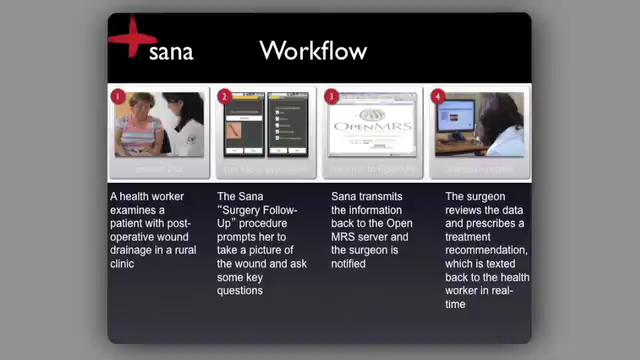 sana
Workflow
1
2
3
4
OPENMRS
A health worker
examines a
patient with post-
operative wound
drainage in a rural
clinic
The Sana
“Surgery Follow-
Up” procedure
prompts her to
take a picture of
the wound and ask
some key
questions
Sana transmits
the information
back to the Open
MRS server and
the surgeon is
notified
The surgeon
reviews the data
and prescribes a
treatment
recommendation,
which is texted
back to the health
worker in real-
time